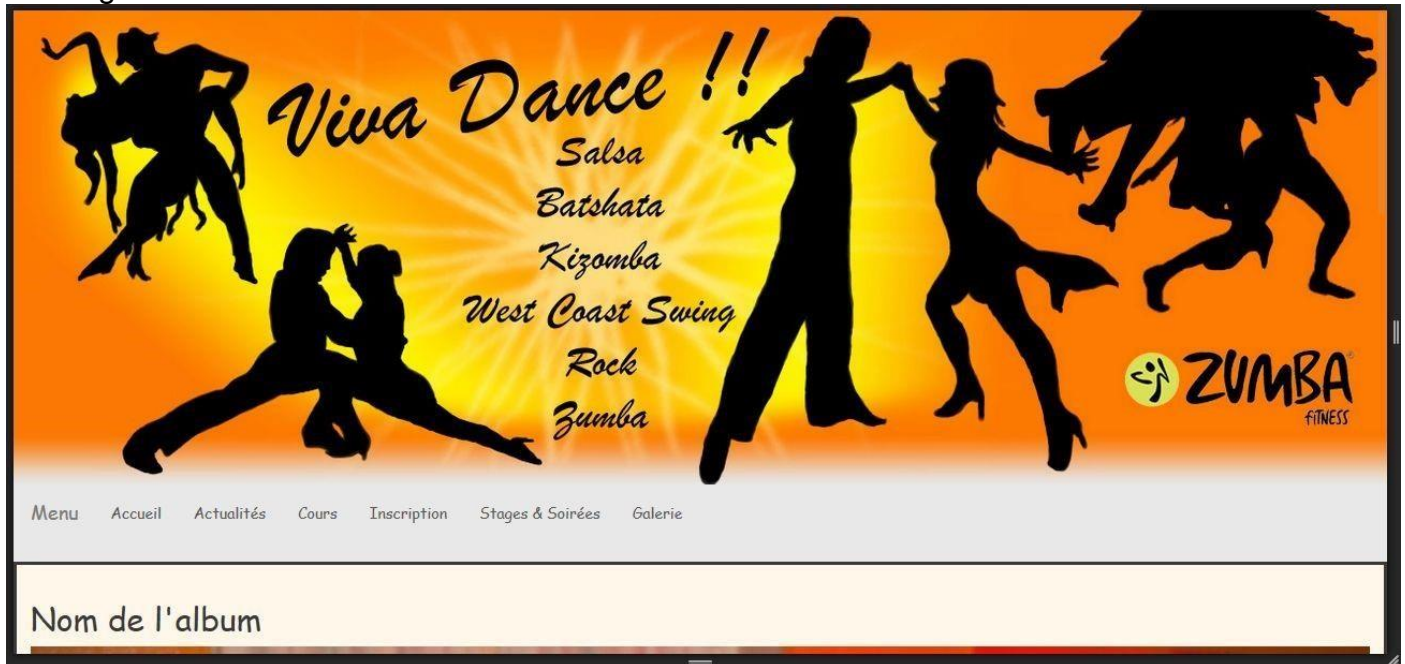 Viva Dance !!
Salsa
Batshata
Kizomba
West Coast Swing
Rock
Zumba
ZUMBA®
FITNESS
Menu Accueil Actualités Cours Inscription Stages & Soirées Galerie
Nom de l'album